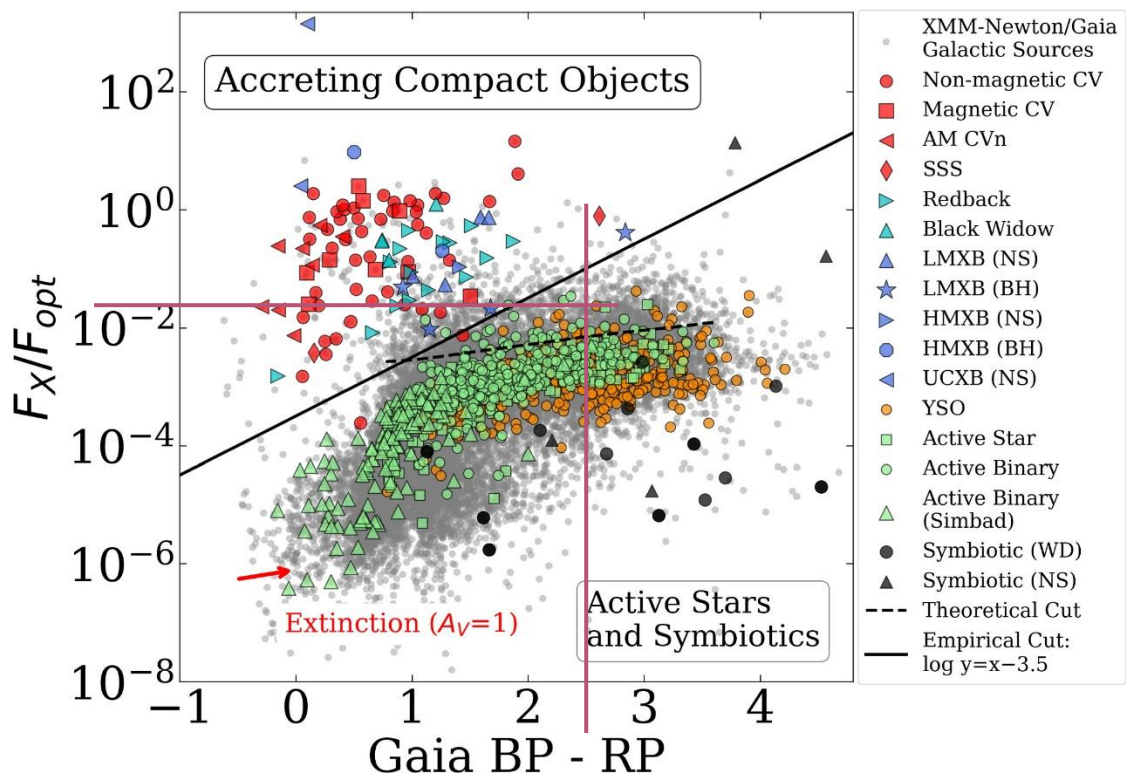 Accreting Compact Objects
Active Stars
and Symbiotics
Extinction (A_V=1)
F_X/F_opt
10^2
10^0
10^−2
10^−4
10^−6
10^−8
−1 0 1 2 3 4
Gaia BP - RP
XMM-Newton/Gaia
Galactic Sources
Non-magnetic CV
Magnetic CV
AM CVn
SSS
Redback
Black Widow
LMXB (NS)
LMXB (BH)
HMXB (NS)
HMXB (BH)
UCXB (NS)
YSO
Active Star
Active Binary
Active Binary
(Simbad)
Symbiotic (WD)
Symbiotic (NS)
Theoretical Cut
Empirical Cut:
log y=x−3.5